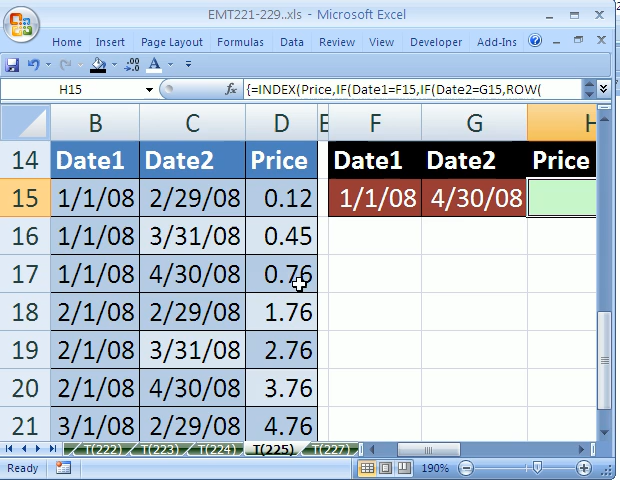 EMT221-229..xls - Microsoft Excel
Home Insert Page Layout Formulas Data Review View Developer Add-Ins
H15 fx {=INDEX(Price,IF(Date1=F15,IF(Date2=G15,ROW(
B C D E F G H
14 Date1 Date2 Price Date1 Date2 Price
15 1/1/08 2/29/08 0.12 1/1/08 4/30/08
16 1/1/08 3/31/08 0.45
17 1/1/08 4/30/08 0.76
18 2/1/08 2/29/08 1.76
19 2/1/08 3/31/08 2.76
20 2/1/08 4/30/08 3.76
21 3/1/08 2/29/08 4.76
T(222) T(223) T(224) T(225) T(227)
Ready 190%